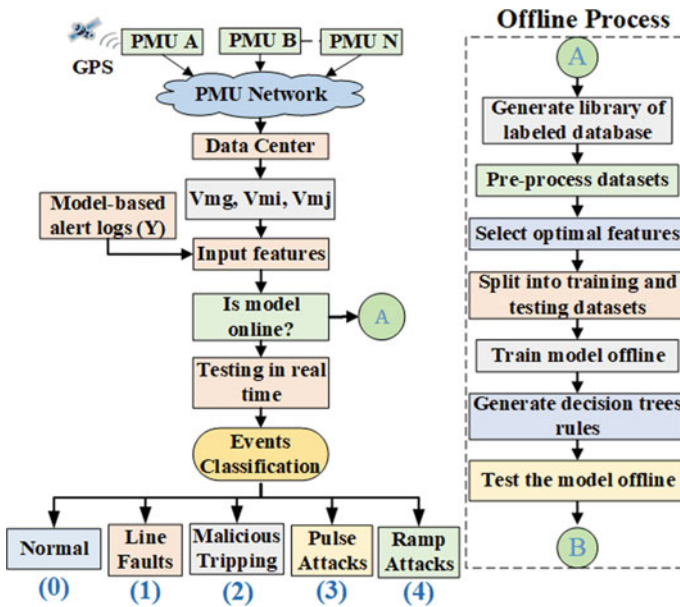 PMU A
PMU B
PMU N
GPS
PMU Network
Data Center
Vmg, Vmi, Vmj
Model-based
alert logs (Y)
Input features
Is model
online?
A
Testing in real
time
Events
Classification
Normal
Line
Faults
Malicious
Tripping
Pulse
Attacks
Ramp
Attacks
(0)
(1)
(2)
(3)
(4)
Offline Process
A
Generate library of
labeled database
Pre-process datasets
Select optimal features
Split into training and
testing datasets
Train model offline
Generate decision trees
rules
Test the model offline
B